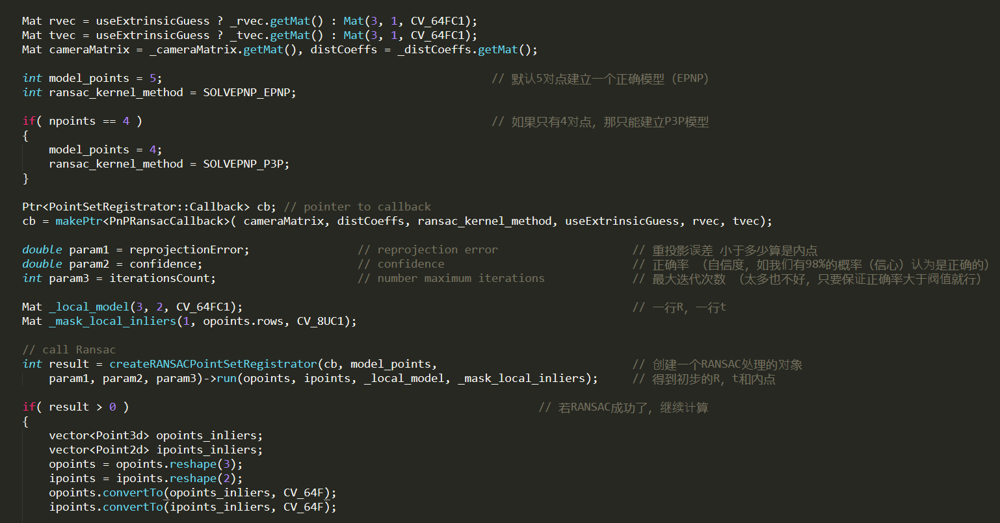 Mat rvec = useExtrinsicGuess ? _rvec.getMat() : Mat(3, 1, CV_64FC1);
Mat tvec = useExtrinsicGuess ? _tvec.getMat() : Mat(3, 1, CV_64FC1);
Mat cameraMatrix = _cameraMatrix.getMat(), distCoeffs = _distCoeffs.getMat();
int model_points = 5; // 默认5对点建立一个正确模型（EPNP）
int ransac_kernel_method = SOLVEPNP_EPNP;
if( npoints == 4 ) // 如果只有4对点，那只能建立P3P模型
{
model_points = 4;
ransac_kernel_method = SOLVEPNP_P3P;
}
Ptr<PointSetRegistrator::Callback> cb; // pointer to callback
cb = makePtr<PnPRansacCallback>( cameraMatrix, distCoeffs, ransac_kernel_method, useExtrinsicGuess, rvec, tvec);
double param1 = reprojectionError; // reprojection error // 重投影误差 小于多少算是内点
double param2 = confidence; // confidence // 正确率 （自信度，如我们有98%的概率（信心）认为是正确的）
int param3 = iterationsCount; // number maximum iterations // 最大迭代次数 （太多也不好，只要保证正确率大于阀值就行）
Mat _local_model(3, 2, CV_64FC1); // 一行R，一行t
Mat _mask_local_inliers(1, opoints.rows, CV_8UC1);
// call Ransac
int result = createRANSACPointSetRegistrator(cb, model_points, // 创建一个RANSAC处理的对象
param1, param2, param3)->run(opoints, ipoints, _local_model, _mask_local_inliers); // 得到初步的R，t和内点
if( result > 0 ) // 若RANSAC成功了，继续计算
{
vector<Point3d> opoints_inliers;
vector<Point2d> ipoints_inliers;
opoints = opoints.reshape(3);
ipoints = ipoints.reshape(2);
opoints.convertTo(opoints_inliers, CV_64F);
ipoints.convertTo(ipoints_inliers, CV_64F);